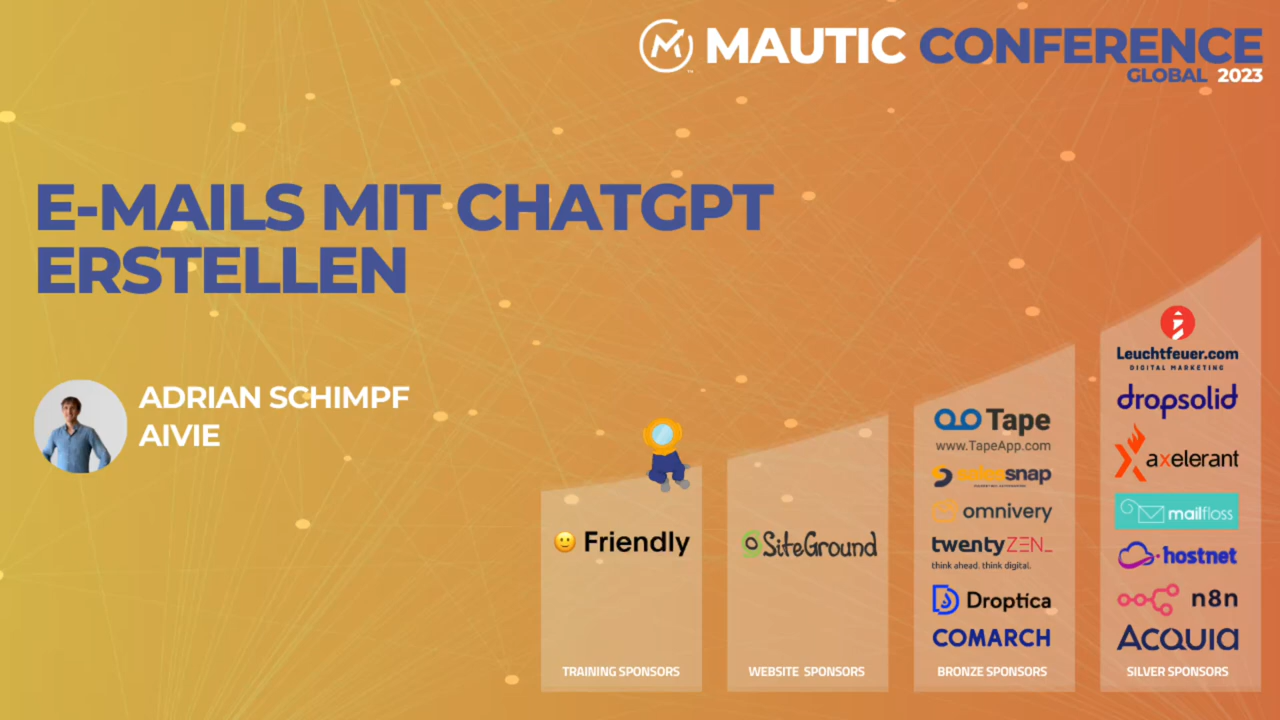 MAUTIC CONFERENCE
GLOBAL 2023
E-MAILS MIT CHATGPT
ERSTELLEN
ADRIAN SCHIMPF
AIVIE
Friendly
TRAINING SPONSORS
SiteGround
WEBSITE SPONSORS
Tape
www.TapeApp.com
salessnap
omnivery
twentyZEN_
think ahead. think digital.
Droptica
COMARCH
BRONZE SPONSORS
Leuchtfeuer.com
DIGITAL MARKETING
dropsolid
axelerant
mailfloss
hostnet
n8n
ACQUIA
SILVER SPONSORS